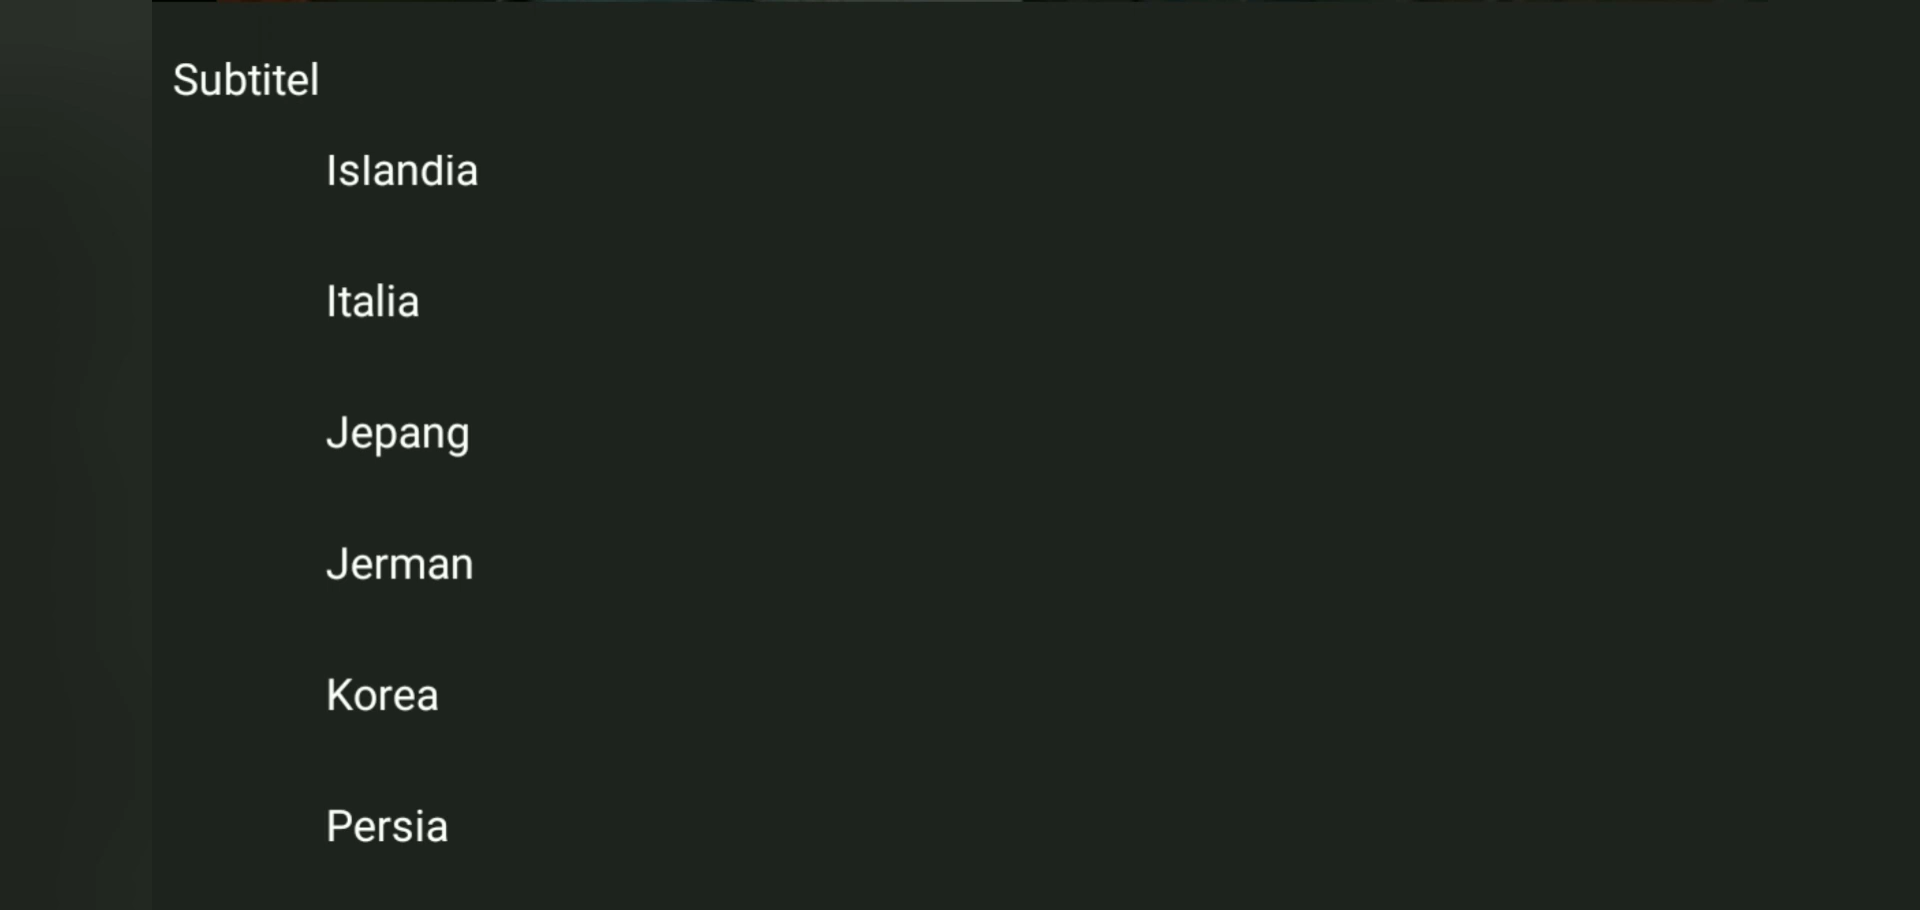 Subtitel
Islandia
Italia
Jepang
Jerman
Korea
Persia